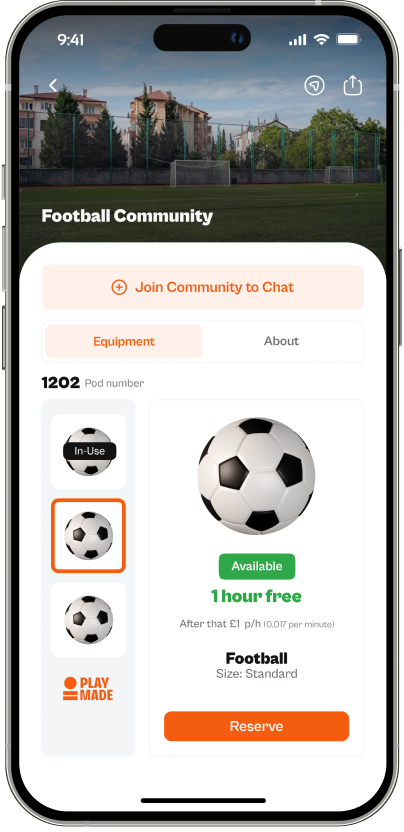 9:41
Football Community
Join Community to Chat
Equipment
About
1202 Pod number
In-Use
Available
1 hour free
After that £1 p/h (0.017 per minute)
Football
Size: Standard
PLAY
MADE
Reserve